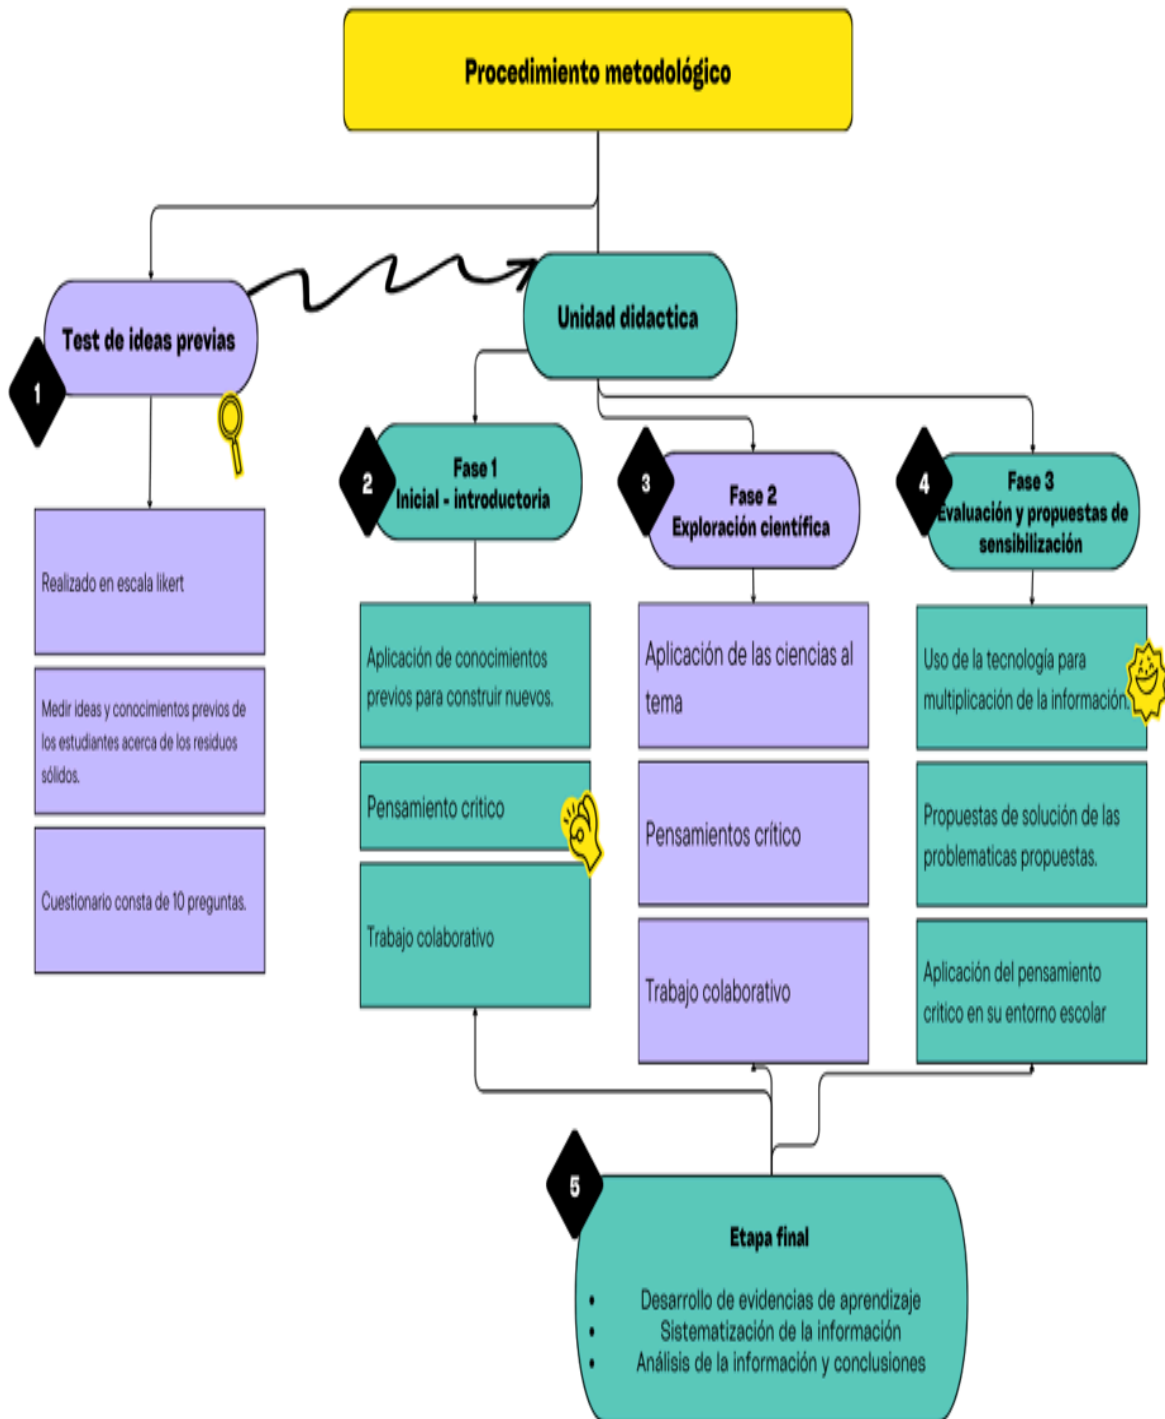 Procedimiento metodológico
Test de ideas previas
1
Realizado en escala likert
Medir ideas y conocimientos previos de
los estudiantes acerca de los residuos
sólidos.
Cuestionario consta de 10 preguntas.
Unidad didactica
2
Fase 1
Inicial - introductoria
Aplicación de conocimientos
previos para construir nuevos.
Pensamiento crítico
Trabajo colaborativo
3
Fase 2
Exploración científica
Aplicación de las ciencias al
tema
Pensamientos crítico
Trabajo colaborativo
4
Fase 3
Evaluación y propuestas de
sensibilización
Uso de la tecnología para
multiplicación de la información.
Propuestas de solución de las
problematicas propuestas.
Aplicación del pensamiento
crítico en su entorno escolar
5
Etapa final
• Desarrollo de evidencias de aprendizaje
• Sistematización de la información
• Análisis de la información y conclusiones